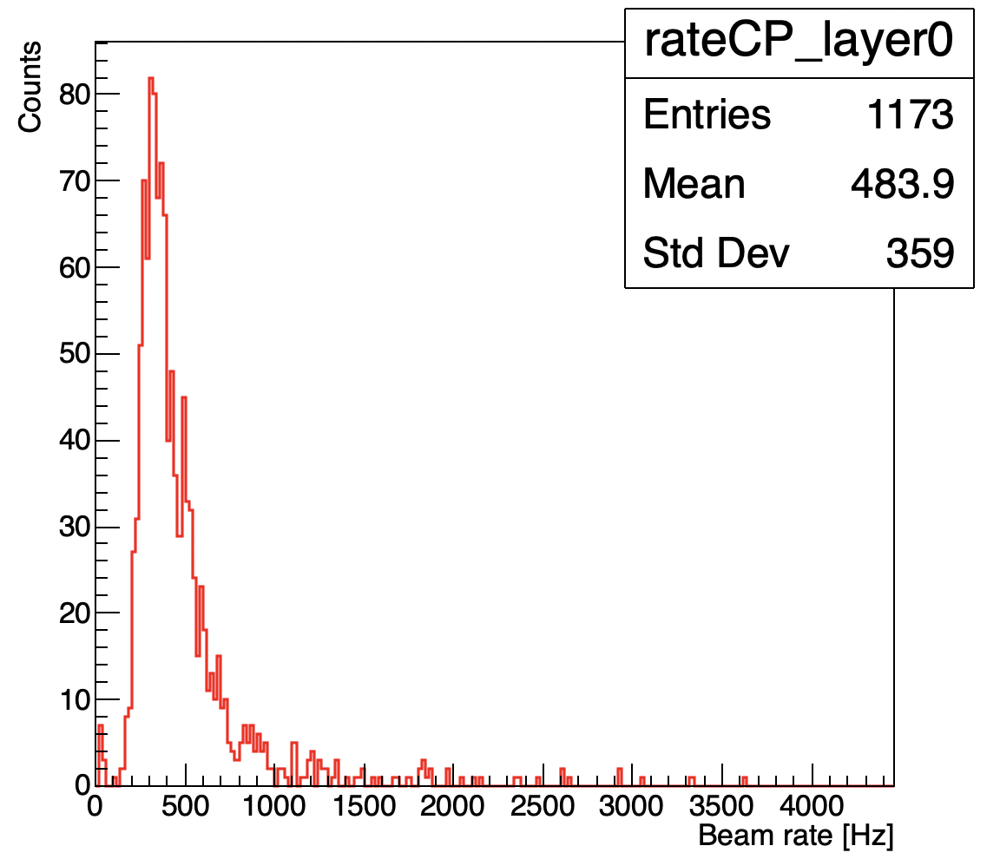 rateCP_layer0
Entries 1173
Mean 483.9
Std Dev 359
Counts
80
70
60
50
40
30
20
10
0
0 500 1000 1500 2000 2500 3000 3500 4000
Beam rate [Hz]